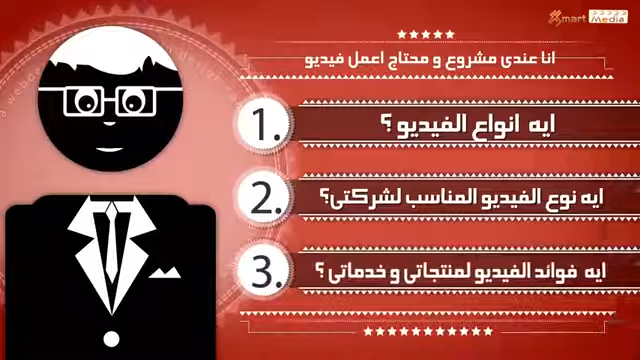 Xmart Media
انا عندى مشروع و محتاج اعمل فيديو
1. ايه انواع الفيديو ؟
2. ايه نوع الفيديو المناسب لشركتى؟
3. ايه فوائد الفيديو لمنتجاتى و خدماتى ؟